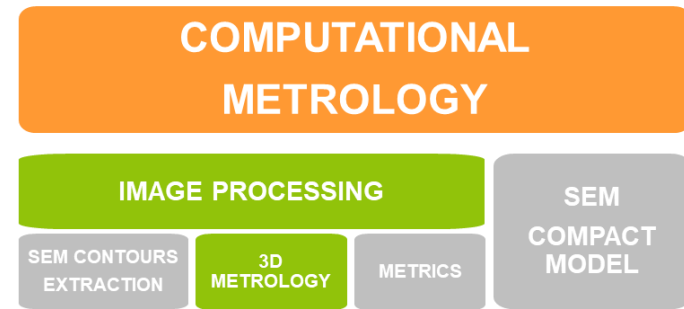 COMPUTATIONAL
METROLOGY
IMAGE PROCESSING
SEM
COMPACT
MODEL
SEM CONTOURS
EXTRACTION
3D
METROLOGY
METRICS